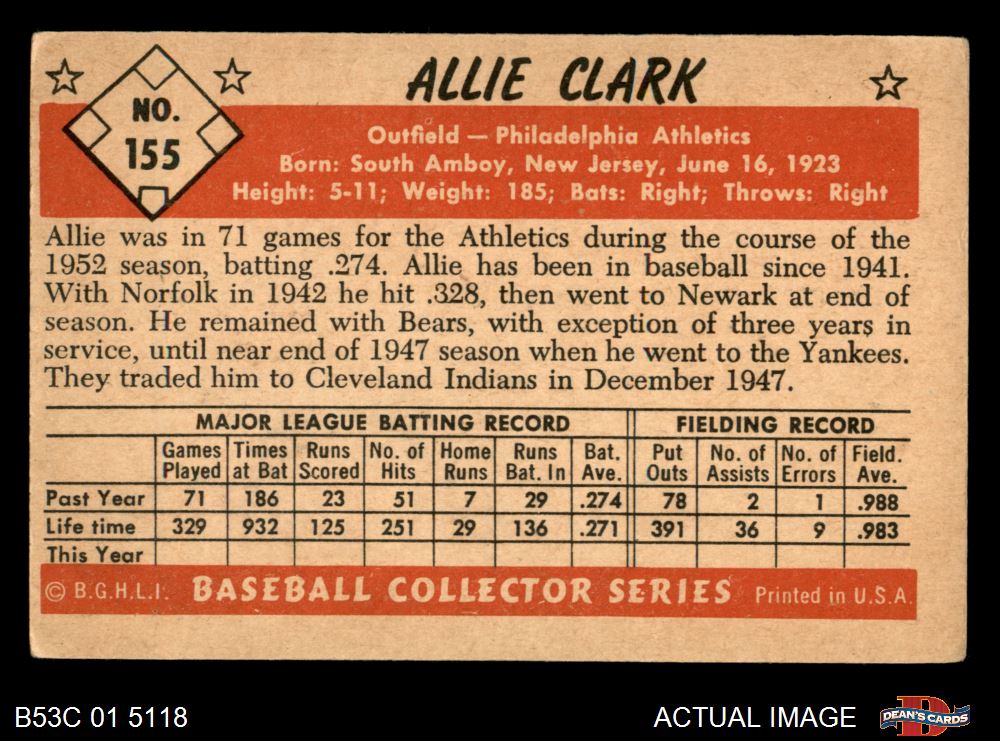 ALLIE CLARK
NO.
155
Outfield — Philadelphia Athletics
Born: South Amboy, New Jersey, June 16, 1923
Height: 5-11; Weight: 185; Bats: Right; Throws: Right
Allie was in 71 games for the Athletics during the course of the
1952 season, batting .274. Allie has been in baseball since 1941.
With Norfolk in 1942 he hit .328, then went to Newark at end of
season. He remained with Bears, with exception of three years in
service, until near end of 1947 season when he went to the Yankees.
They traded him to Cleveland Indians in December 1947.
MAJOR LEAGUE BATTING RECORD FIELDING RECORD
Games Times Runs No. of Home Runs Bat. Put No. of No. of Field.
Played at Bat Scored Hits Runs Bat. In Ave. Outs Assists Errors Ave.
Past Year 71 186 23 51 7 29 .274 78 2 1 .988
Life time 329 932 125 251 29 136 .271 391 36 9 .983
This Year
© B.G.H.L.I. BASEBALL COLLECTOR SERIES Printed in U.S.A.
B53C 01 5118 ACTUAL IMAGE DEAN'S CARDS